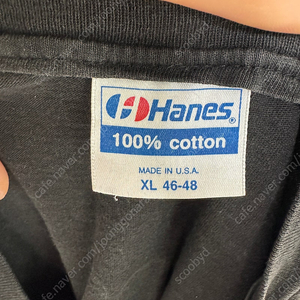 Hanes®
100% cotton
MADE IN U.S.A.
XL 46-48